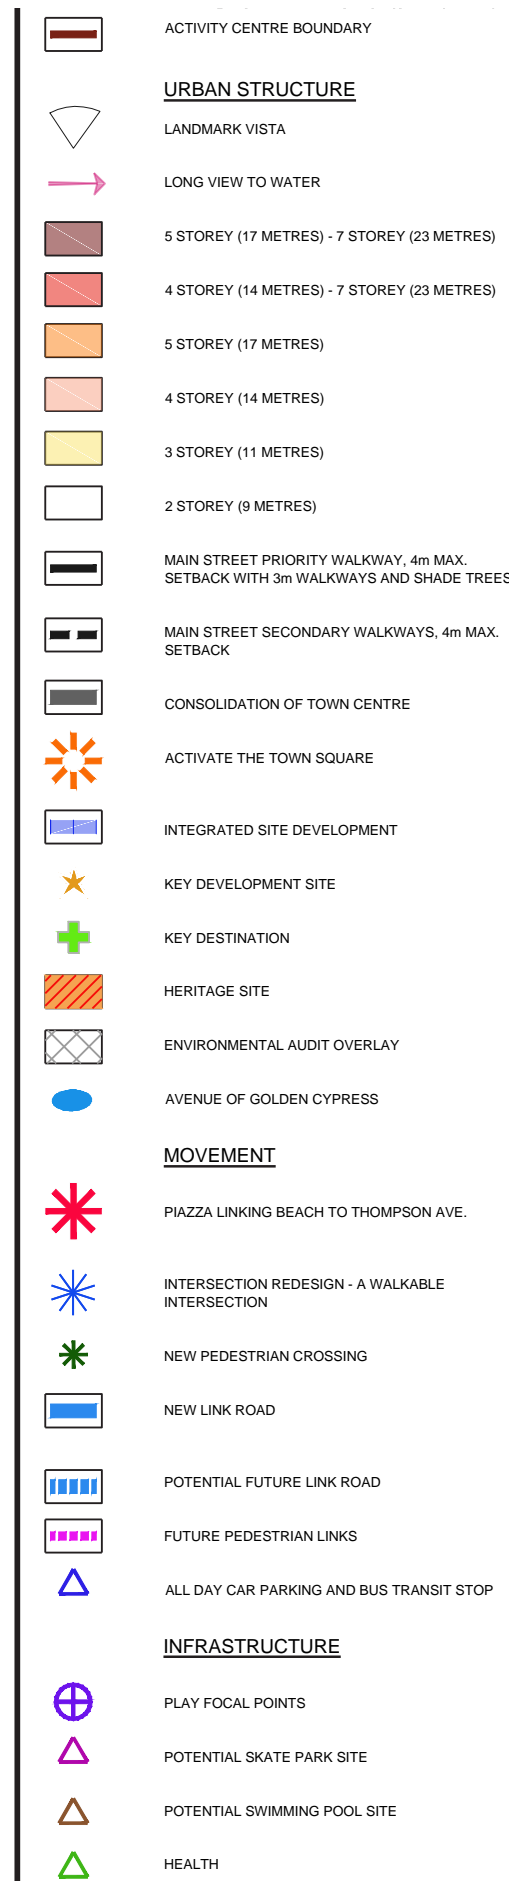 ACTIVITY CENTRE BOUNDARY
URBAN STRUCTURE
LANDMARK VISTA
LONG VIEW TO WATER
5 STOREY (17 METRES) - 7 STOREY (23 METRES)
4 STOREY (14 METRES) - 7 STOREY (23 METRES)
5 STOREY (17 METRES)
4 STOREY (14 METRES)
3 STOREY (11 METRES)
2 STOREY (9 METRES)
MAIN STREET PRIORITY WALKWAY, 4m MAX.
SETBACK WITH 3m WALKWAYS AND SHADE TREES
MAIN STREET SECONDARY WALKWAYS, 4m MAX.
SETBACK
CONSOLIDATION OF TOWN CENTRE
ACTIVATE THE TOWN SQUARE
INTEGRATED SITE DEVELOPMENT
KEY DEVELOPMENT SITE
KEY DESTINATION
HERITAGE SITE
ENVIRONMENTAL AUDIT OVERLAY
AVENUE OF GOLDEN CYPRESS
MOVEMENT
PIAZZA LINKING BEACH TO THOMPSON AVE.
INTERSECTION REDESIGN - A WALKABLE
INTERSECTION
NEW PEDESTRIAN CROSSING
NEW LINK ROAD
POTENTIAL FUTURE LINK ROAD
FUTURE PEDESTRIAN LINKS
ALL DAY CAR PARKING AND BUS TRANSIT STOP
INFRASTRUCTURE
PLAY FOCAL POINTS
POTENTIAL SKATE PARK SITE
POTENTIAL SWIMMING POOL SITE
HEALTH